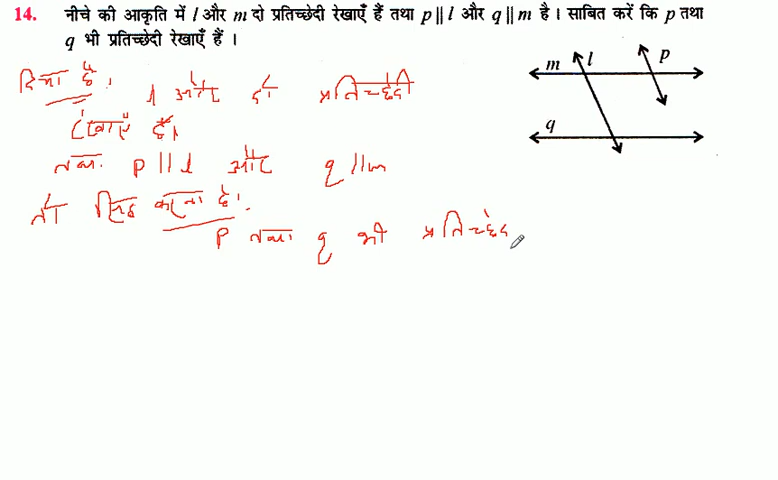 14. नीचे की आकृति में l और m दो प्रतिच्छेदी रेखाएँ हैं तथा p || l और q || m है । साबित करें कि p तथा
q भी प्रतिच्छेदी रेखाएँ हैं ।
m l p
q
दिया है।
l और दो प्रतिच्छेदी
रेखाएँ हैं।
तथा p || l और q || m
तो सिद्ध करना है।
p तथा q भी प्रतिच्छेद